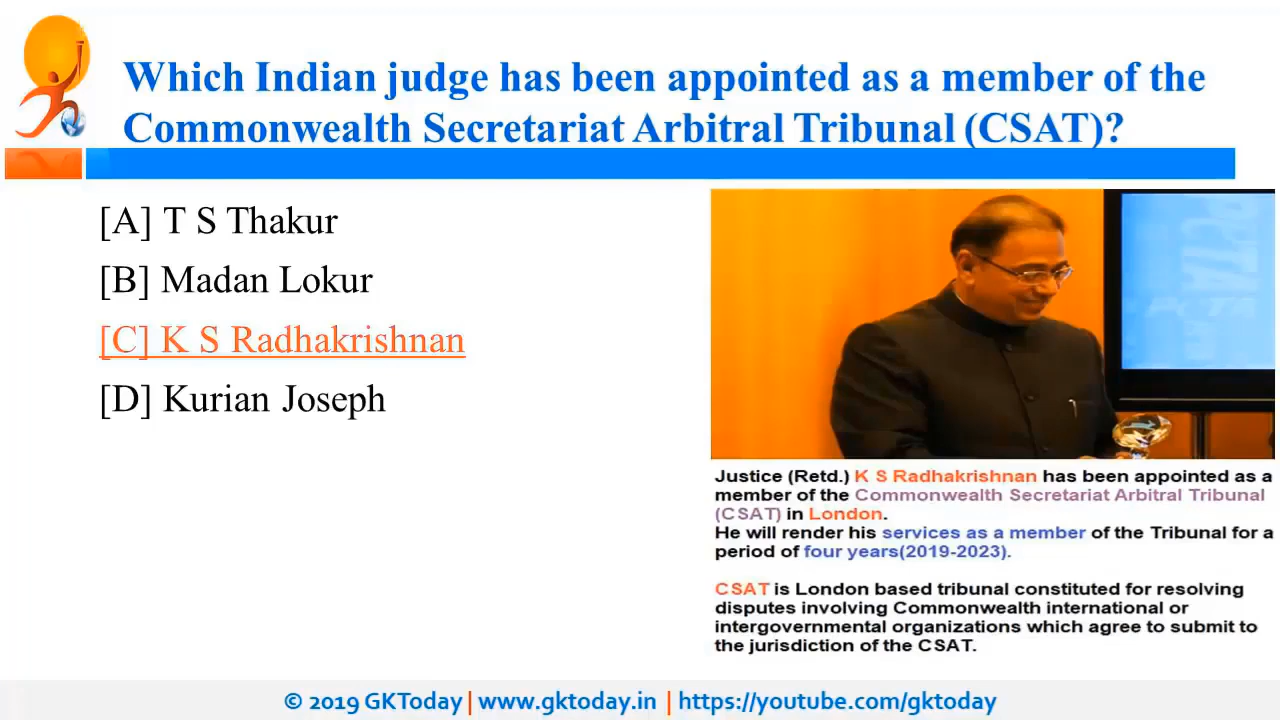 Which Indian judge has been appointed as a member of the
Commonwealth Secretariat Arbitral Tribunal (CSAT)?
[A] T S Thakur
[B] Madan Lokur
[C] K S Radhakrishnan
[D] Kurian Joseph
Justice (Retd.) K S Radhakrishnan has been appointed as a
member of the Commonwealth Secretariat Arbitral Tribunal
(CSAT) in London.
He will render his services as a member of the Tribunal for a
period of four years(2019-2023).
CSAT is London based tribunal constituted for resolving
disputes involving Commonwealth international or
intergovernmental organizations which agree to submit to
the jurisdiction of the CSAT.
© 2019 GKToday | www.gktoday.in | https://youtube.com/gktoday